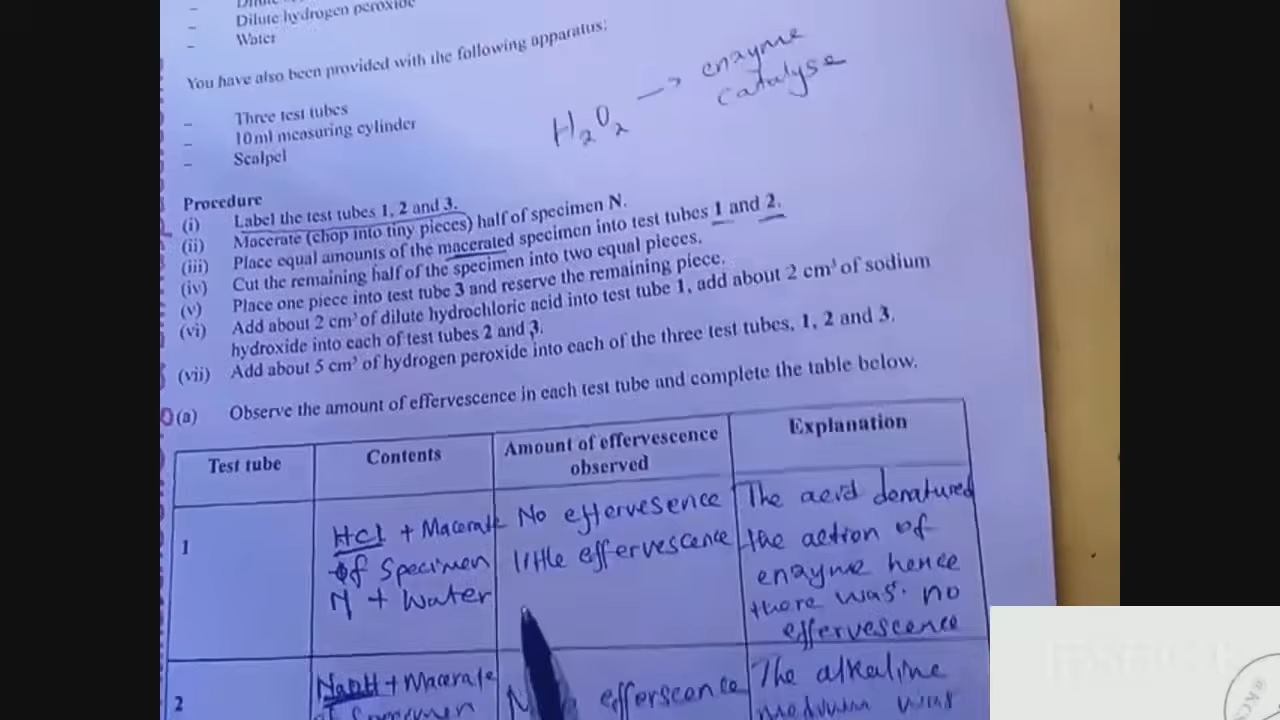 Dilute hydrogen peroxide
Water
You have also been provided with the following apparatus;
Three test tubes
10ml measuring cylinder
Scalpel
H₂O₂ → enzyme
catalyse
Procedure
(i) Label the test tubes 1, 2 and 3.
(ii) Macerate (chop into tiny pieces) half of specimen N.
(iii) Place equal amounts of the macerated specimen into test tubes 1 and 2.
(iv) Cut the remaining half of the specimen into two equal pieces.
(v) Place one piece into test tube 3 and reserve the remaining piece.
(vi) Add about 2 cm³ of dilute hydrochloric acid into test tube 1, add about 2 cm³ of sodium
hydroxide into each of test tubes 2 and 3.
(vii) Add about 5 cm³ of hydrogen peroxide into each of the three test tubes, 1, 2 and 3.
(a) Observe the amount of effervescence in each test tube and complete the table below.
Test tube
Contents
Amount of effervescence
observed
Explanation
1
HCl + Macerate
of Specimen
N + Water
No effervesence
little effervescence
The acid denatured
the action of
enzyme hence
there was no
effervescence
2
NaOH + Macerate
of Specimen
efferscence
The alkaline
medium was